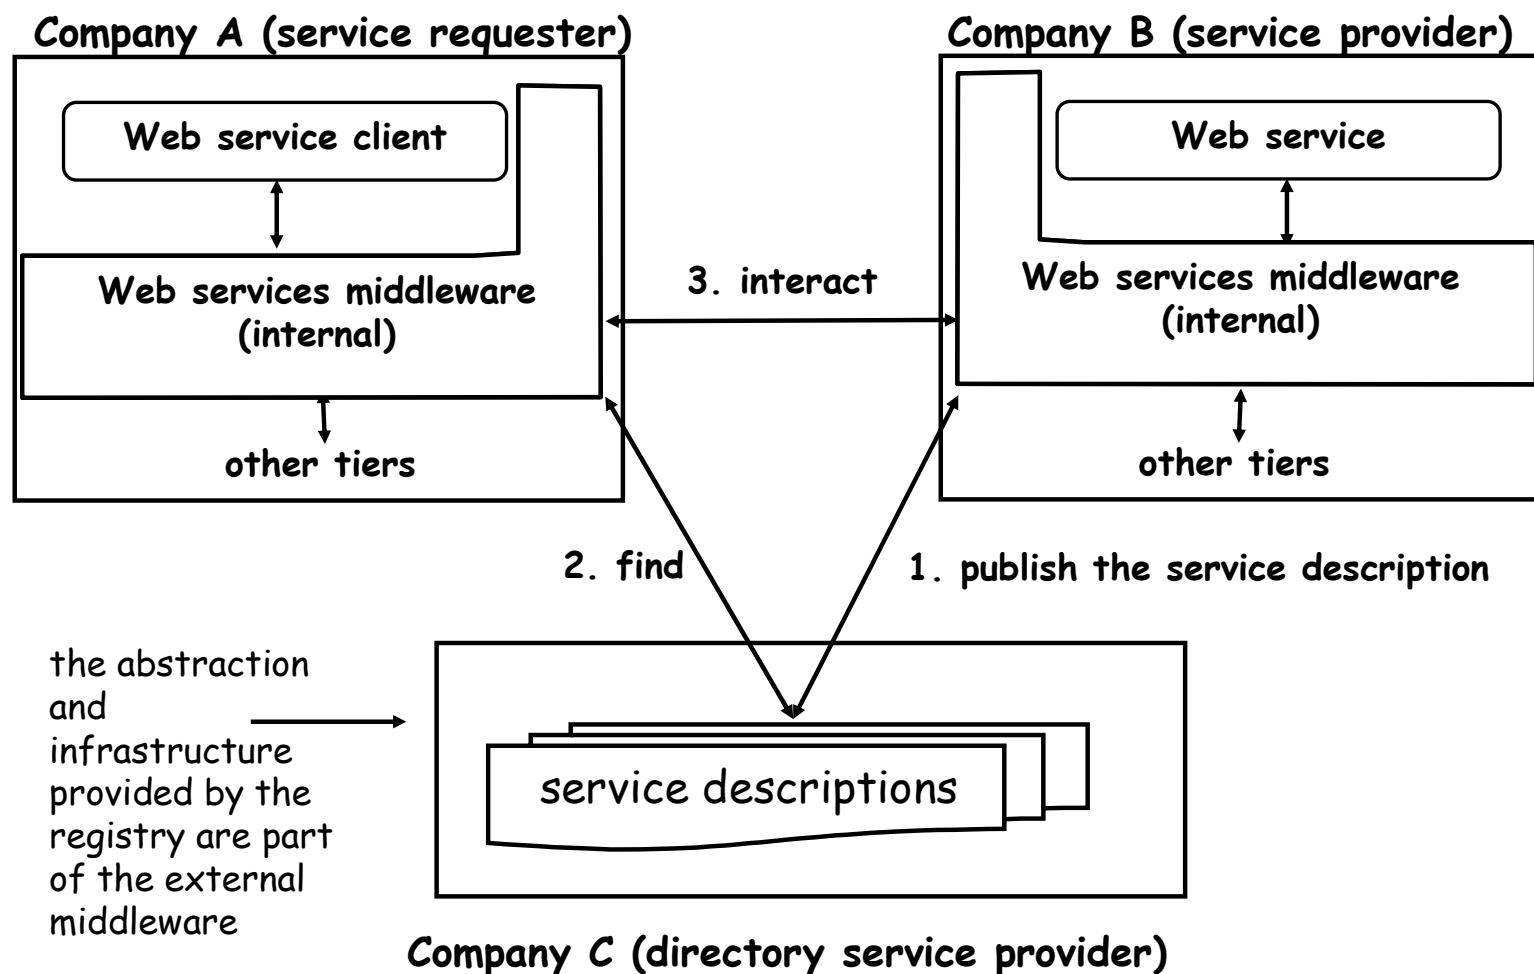 Company A (service requester)
Company B (service provider)
Web service client
Web service
Web services middleware
(internal)
3. interact
Web services middleware
(internal)
other tiers
other tiers
2. find
1. publish the service description
the abstraction
and
infrastructure
provided by the
registry are part
of the external
middleware
service descriptions
Company C (directory service provider)